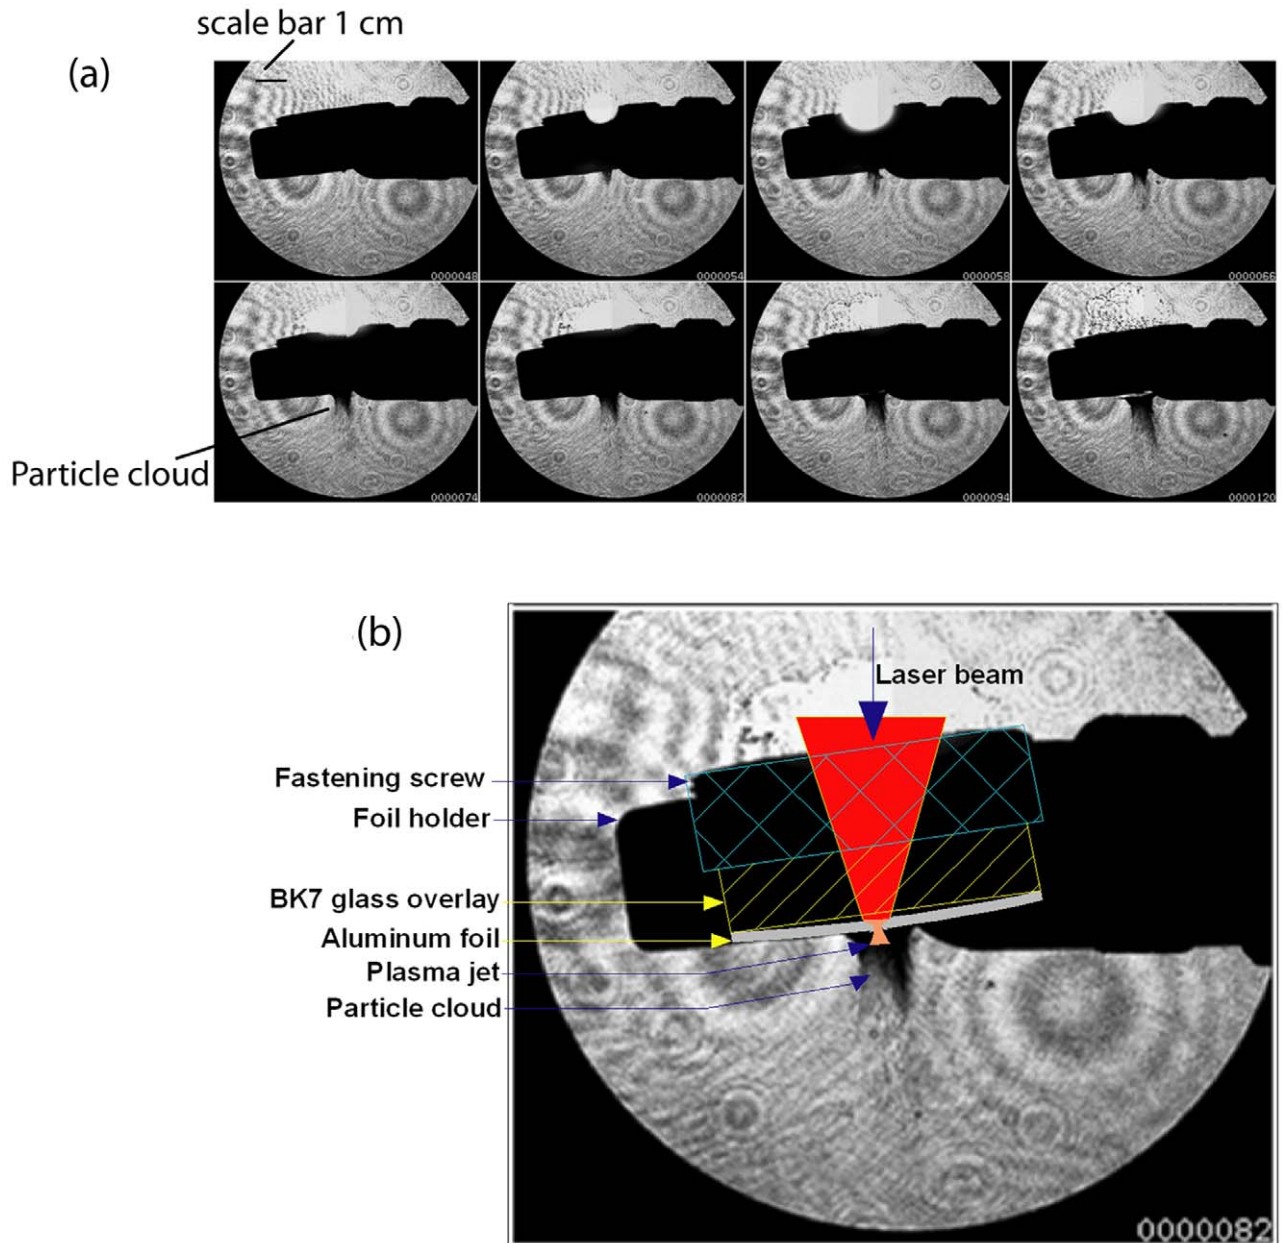 scale bar 1 cm
(a)
0000048
0000054
0000058
0000066
Particle cloud
0000074
0000082
0000094
0000120
(b)
Laser beam
Fastening screw
Foil holder
BK7 glass overlay
Aluminum foil
Plasma jet
Particle cloud
0000082